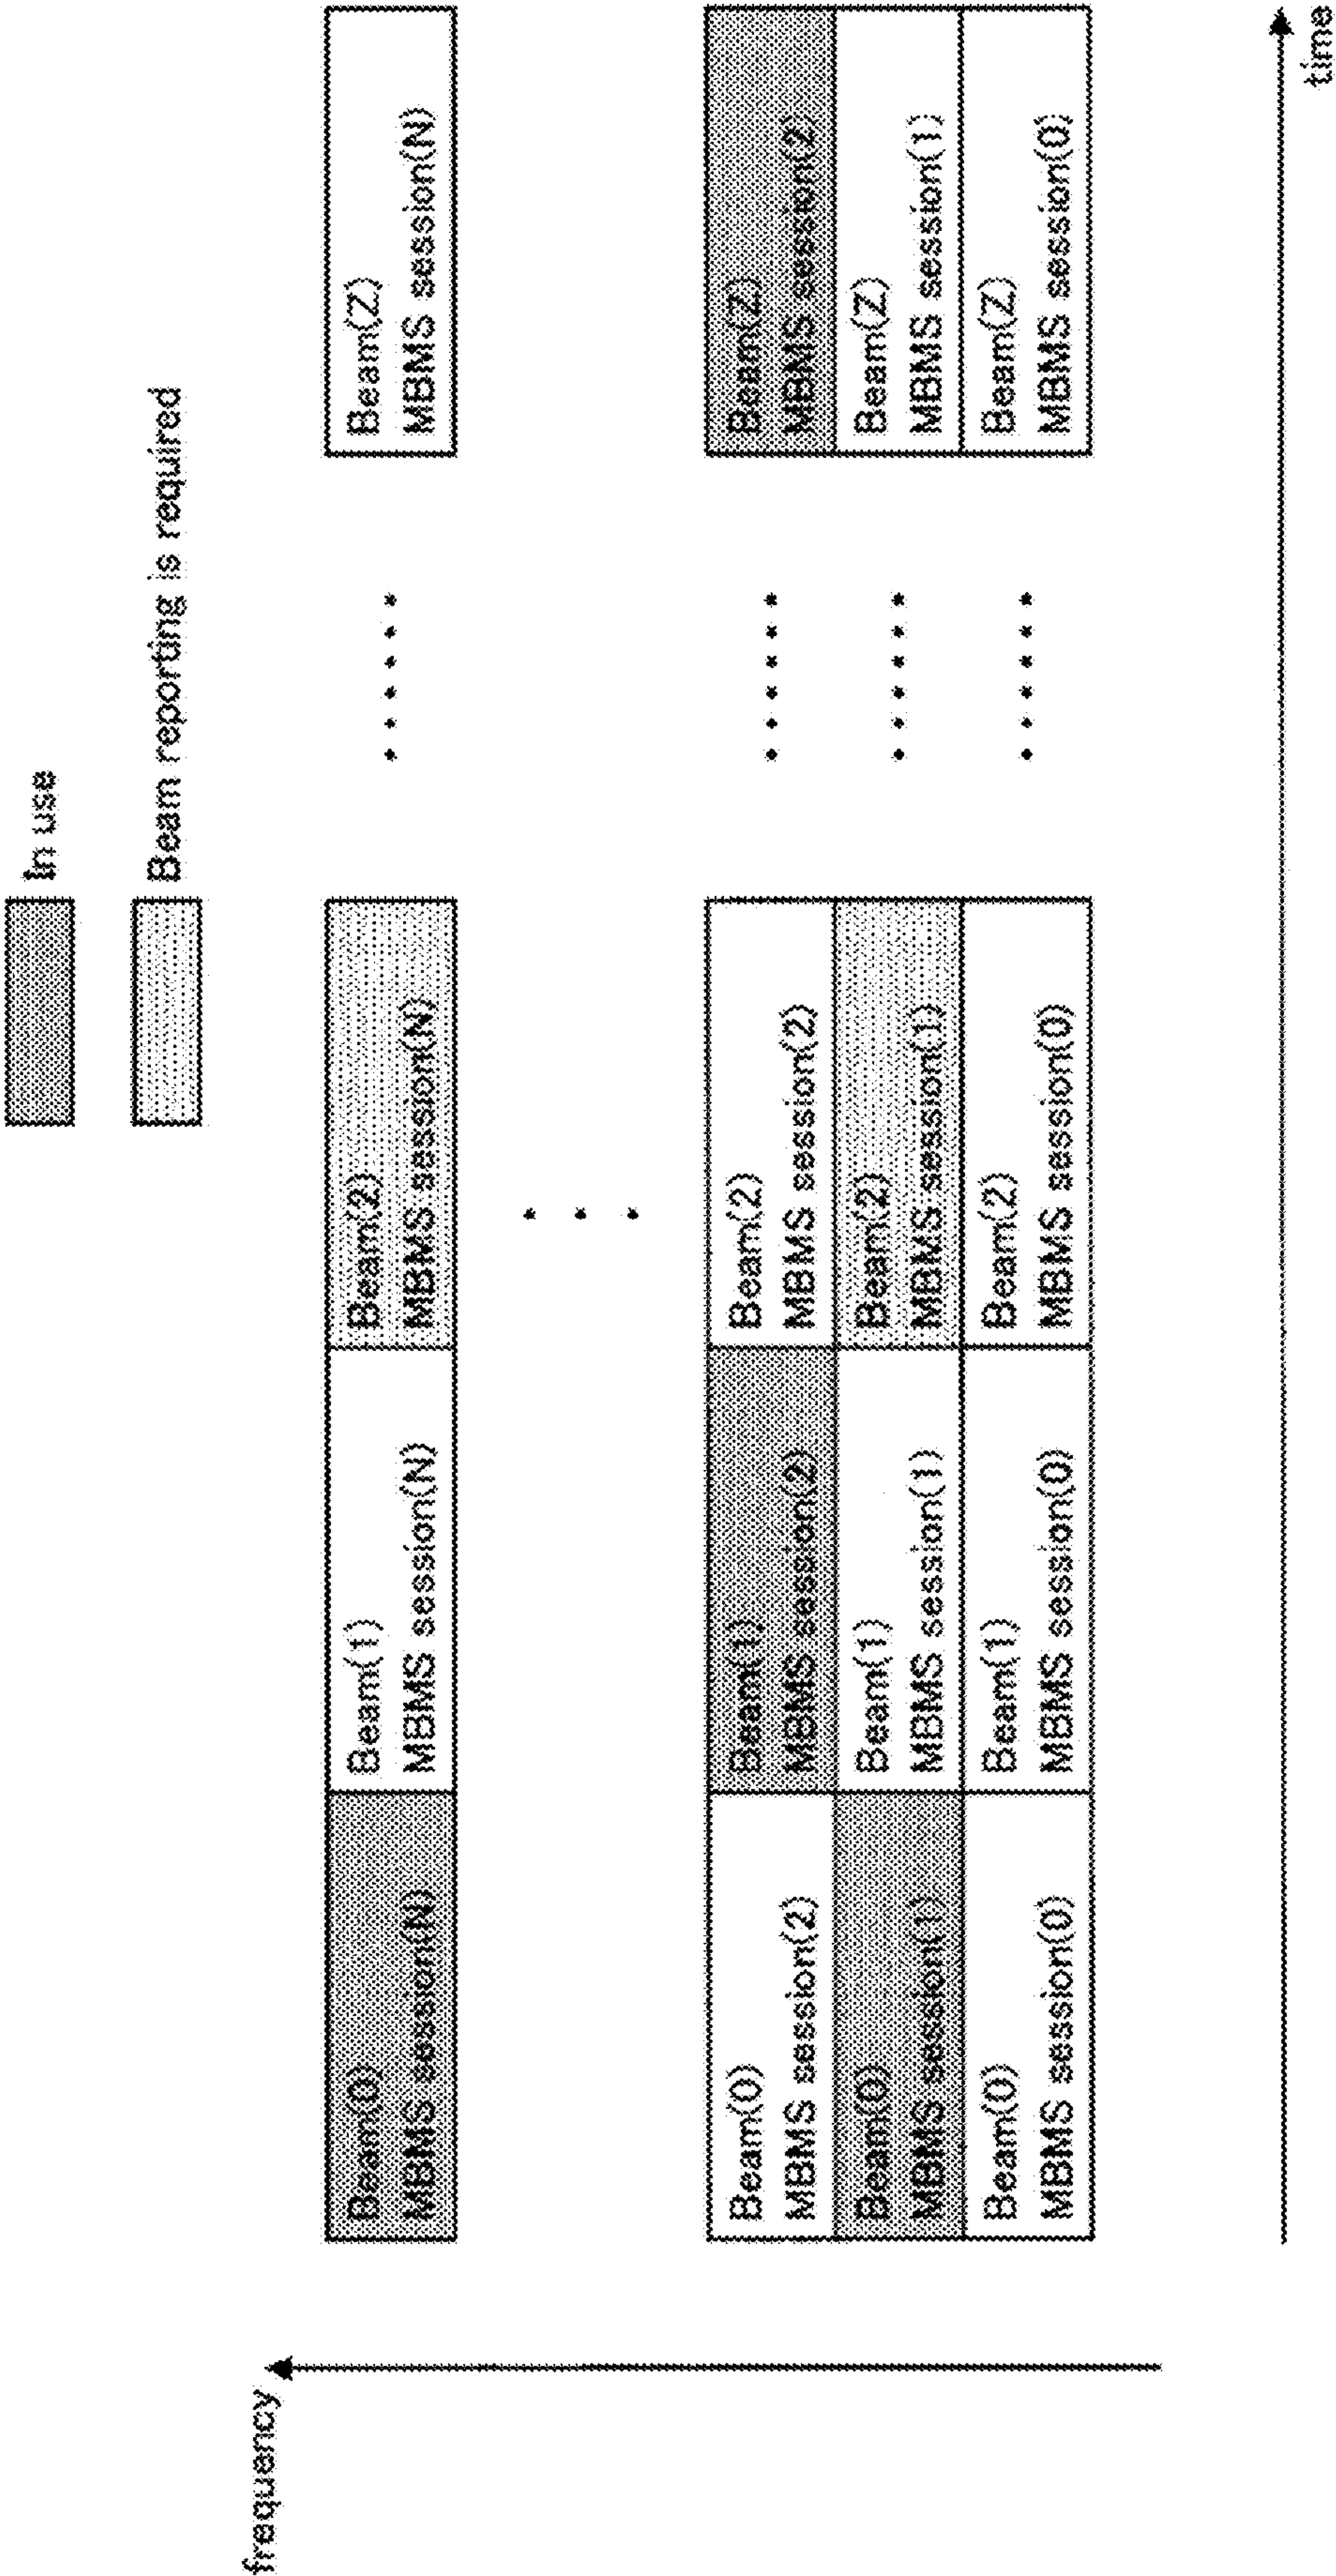 In use
Beam reporting is required
frequency
Beam(0)
MBMS session(N)
Beam(1)
MBMS session(N)
Beam(2)
MBMS session(N)
Beam(Z)
MBMS session(N)
Beam(0)
MBMS session(2)
Beam(1)
MBMS session(2)
Beam(2)
MBMS session(2)
Beam(Z)
MBMS session(2)
Beam(0)
MBMS session(1)
Beam(1)
MBMS session(1)
Beam(2)
MBMS session(1)
Beam(Z)
MBMS session(1)
Beam(0)
MBMS session(0)
Beam(1)
MBMS session(0)
Beam(2)
MBMS session(0)
Beam(Z)
MBMS session(0)
time